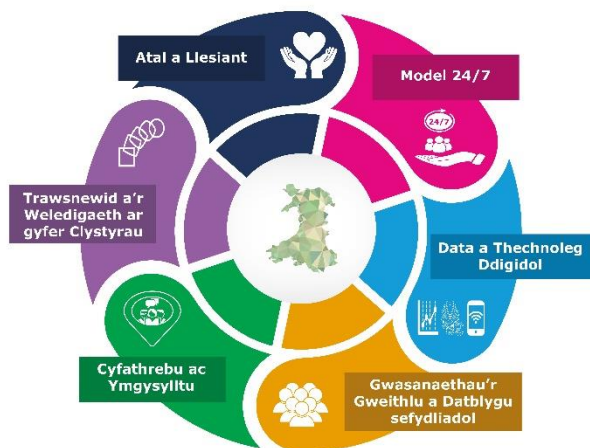 Atal a Llesiant
Model 24/7
24/7
Trawsnewid a'r
Weledigaeth ar
gyfer Clystyrau
Data a Thechnoleg
Ddigidol
Cyfathrebu ac
Ymgysylltu
Gwasanaethau'r
Gweithlu a Datblygu
sefydliadol